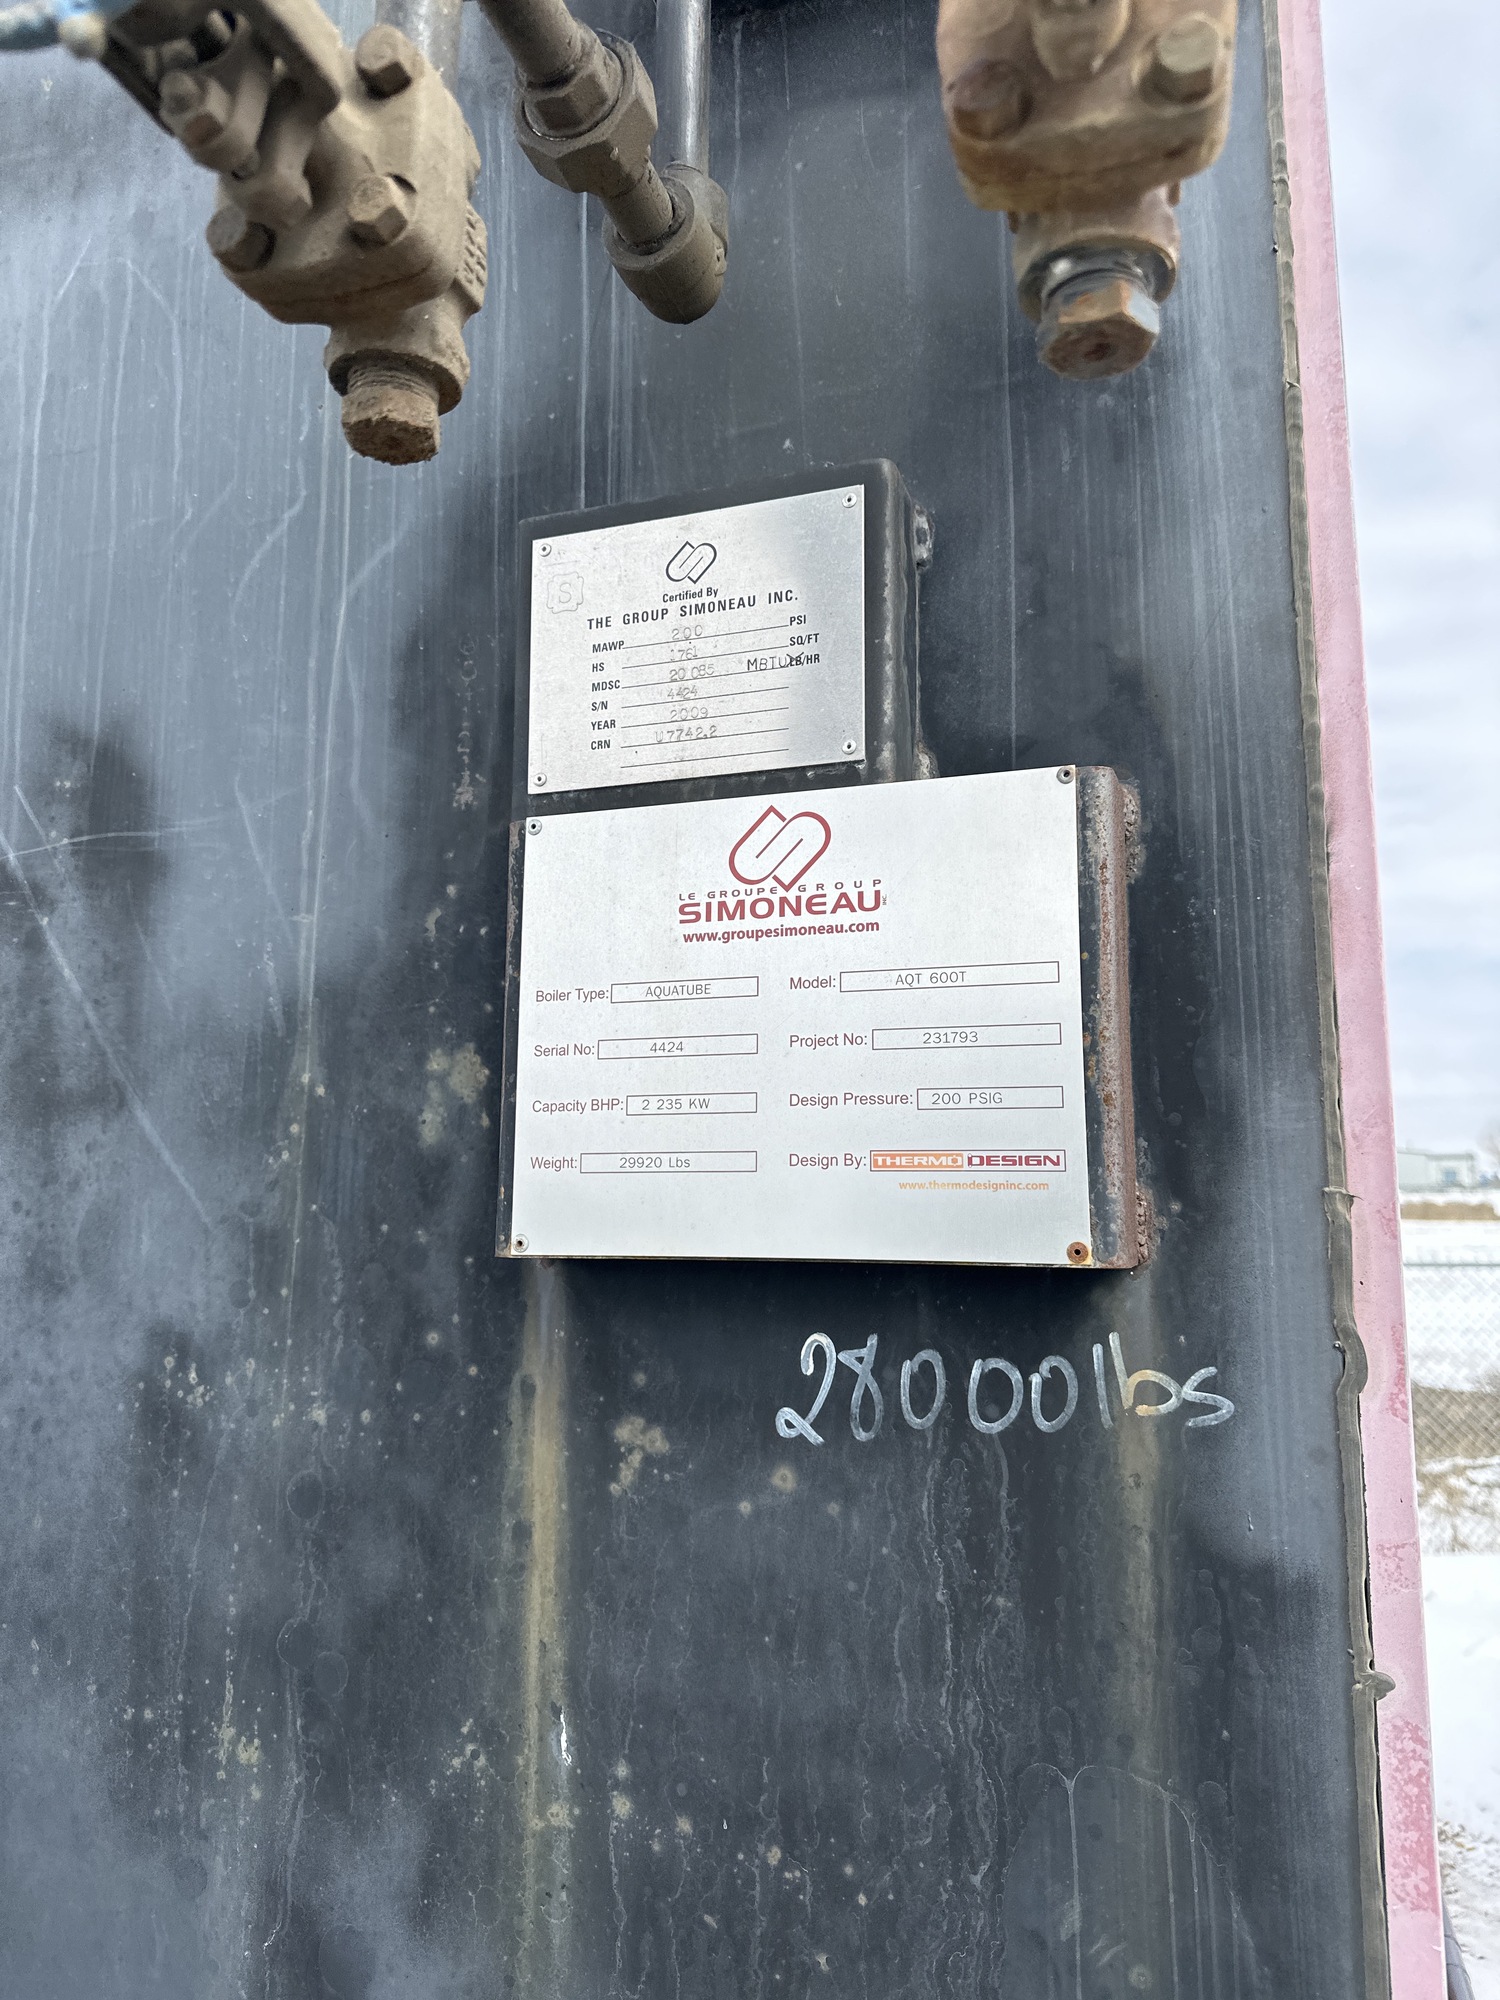 S
Certified By
THE GROUP SIMONEAU INC.
MAWP 200 PSI
HS 1761 SQ/FT
MDSC 20 085 MBTU LB/HR
S/N 4424
YEAR 2009
CRN U7742.2
LE GROUPE GROUP
SIMONEAU INC
www.groupesimoneau.com
Boiler Type: AQUATUBE Model: AQT 600T
Serial No: 4424 Project No: 231793
Capacity BHP: 2 235 KW Design Pressure: 200 PSIG
Weight: 29920 Lbs Design By: THERMO DESIGN
www.thermodesigninc.com
28000lbs